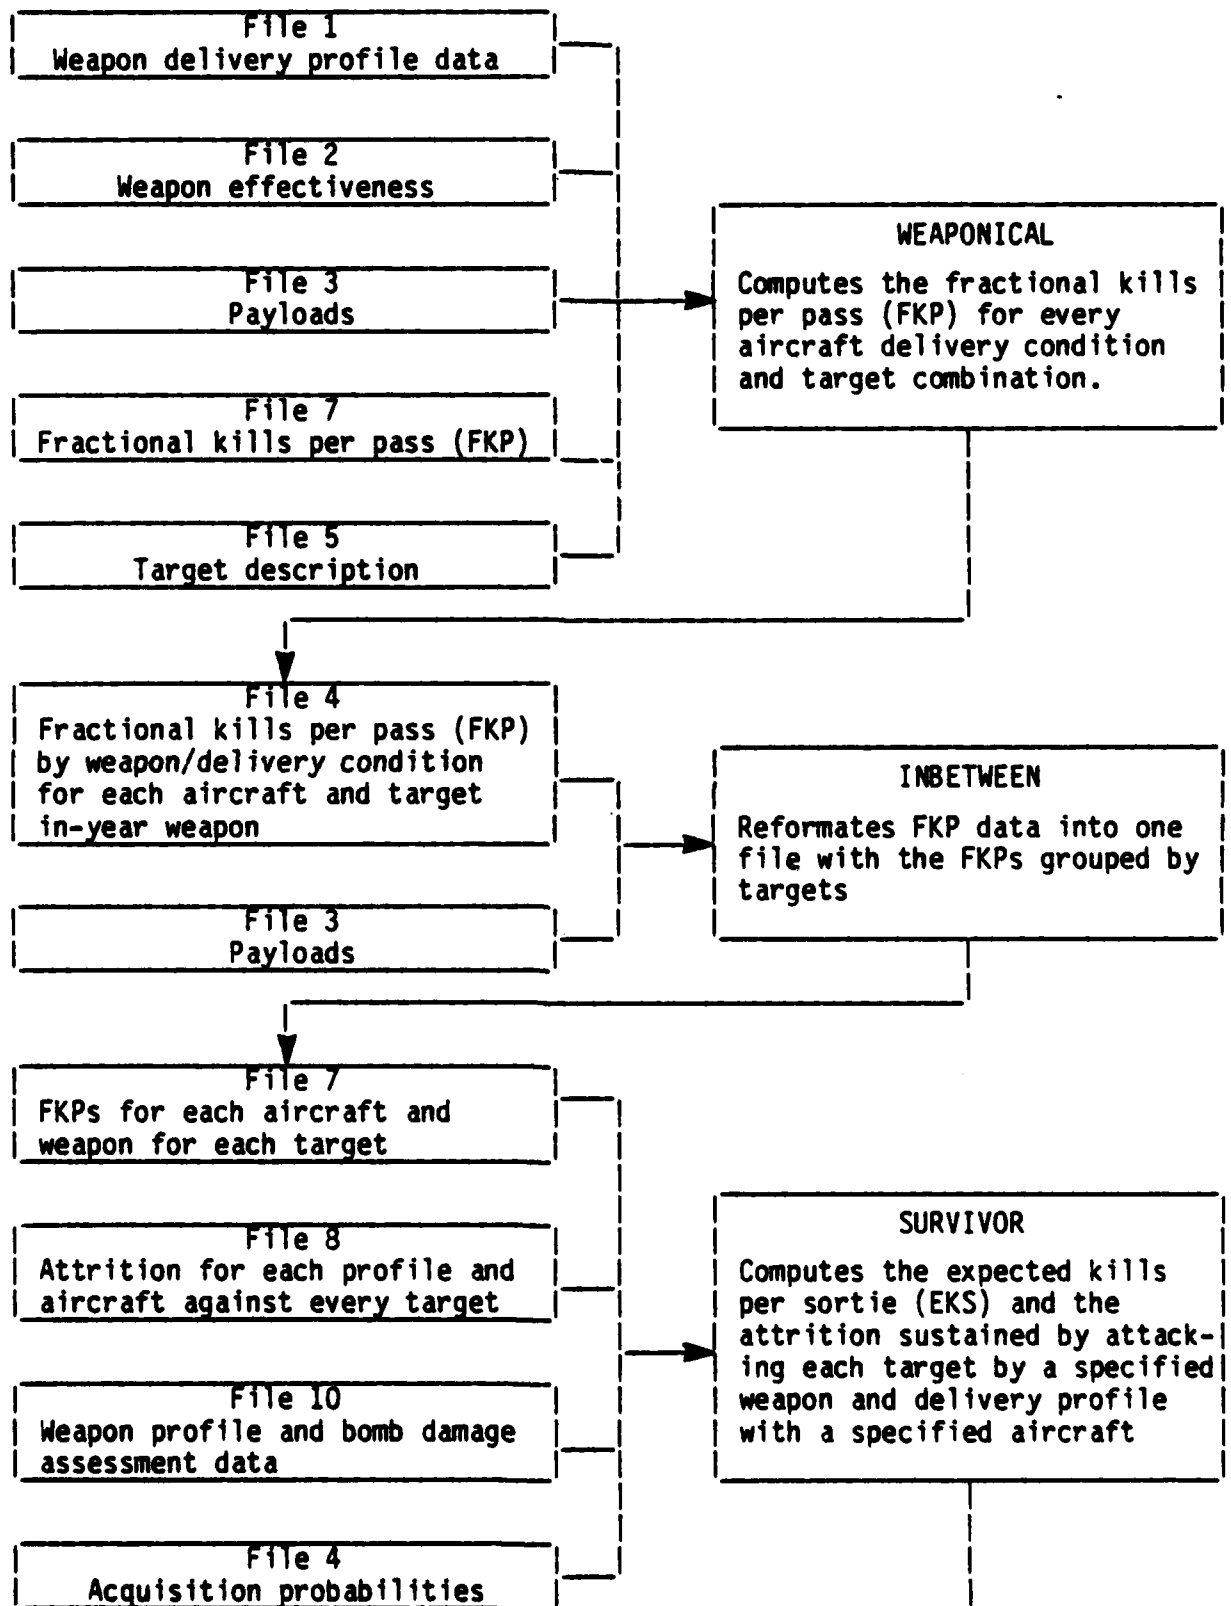 File 1
Weapon delivery profile data
File 2
Weapon effectiveness
File 3
Payloads
File 7
Fractional kills per pass (FKP)
File 5
Target description
WEAPONICAL
Computes the fractional kills
per pass (FKP) for every
aircraft delivery condition
and target combination.
File 4
Fractional kills per pass (FKP)
by weapon/delivery condition
for each aircraft and target
in-year weapon
File 3
Payloads
INBETWEEN
Reformates FKP data into one
file with the FKPs grouped by
targets
File 7
FKPs for each aircraft and
weapon for each target
File 8
Attrition for each profile and
aircraft against every target
File 10
Weapon profile and bomb damage
assessment data
File 4
Acquisition probabilities
SURVIVOR
Computes the expected kills
per sortie (EKS) and the
attrition sustained by attack-
ing each target by a specified
weapon and delivery profile
with a specified aircraft